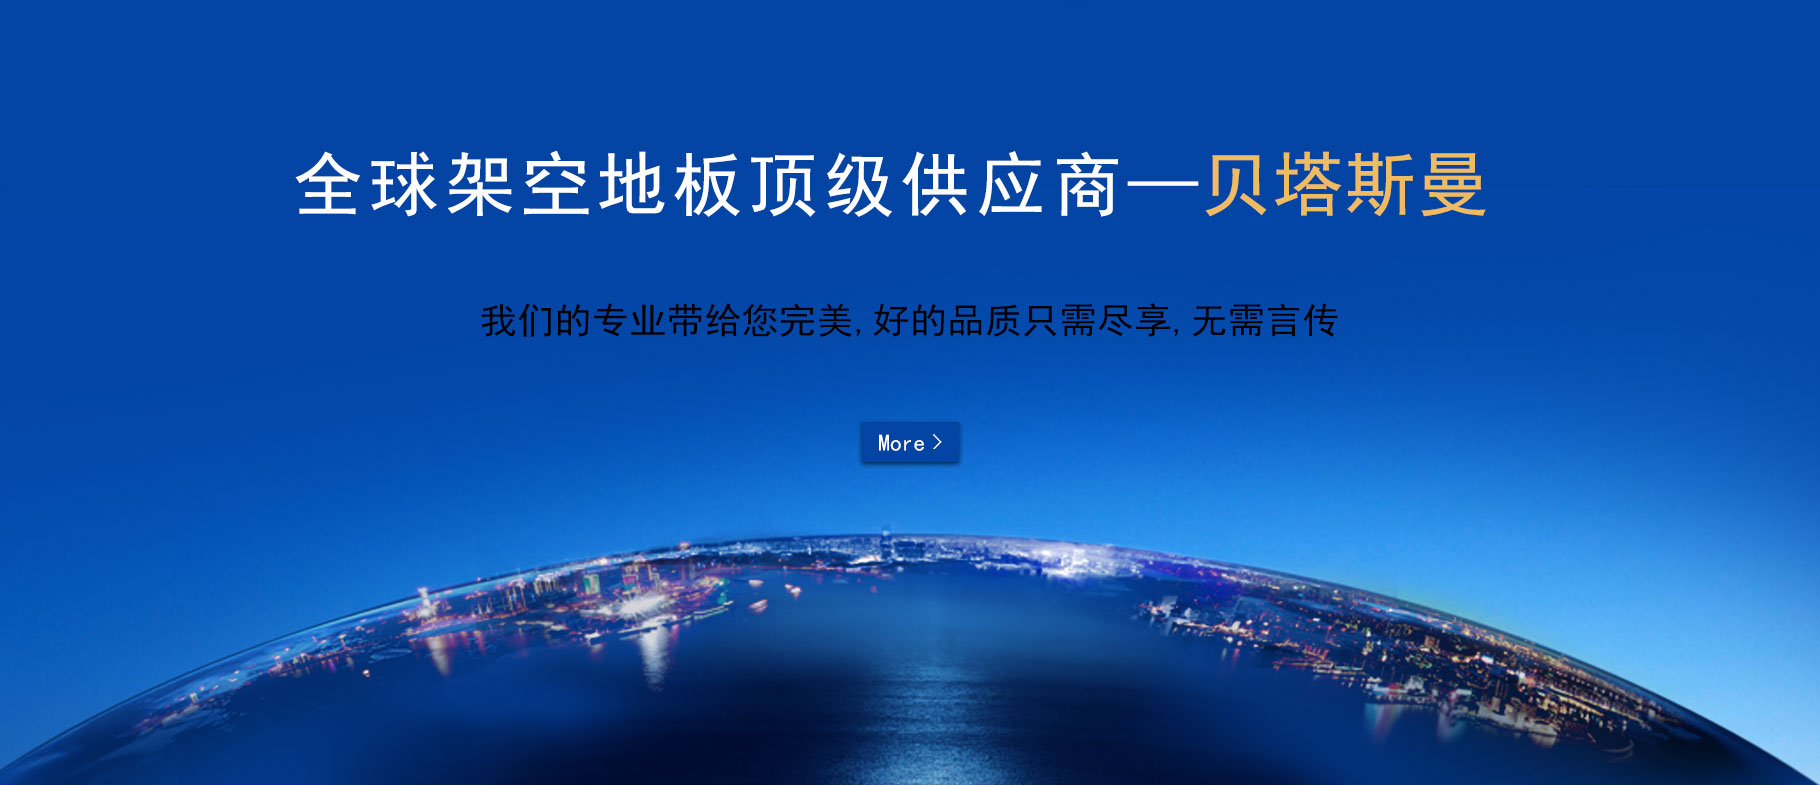 全球架空地板顶级供应商—贝塔斯曼
我们的专业带给您完美,好的品质只需尽享,无需言传
More >